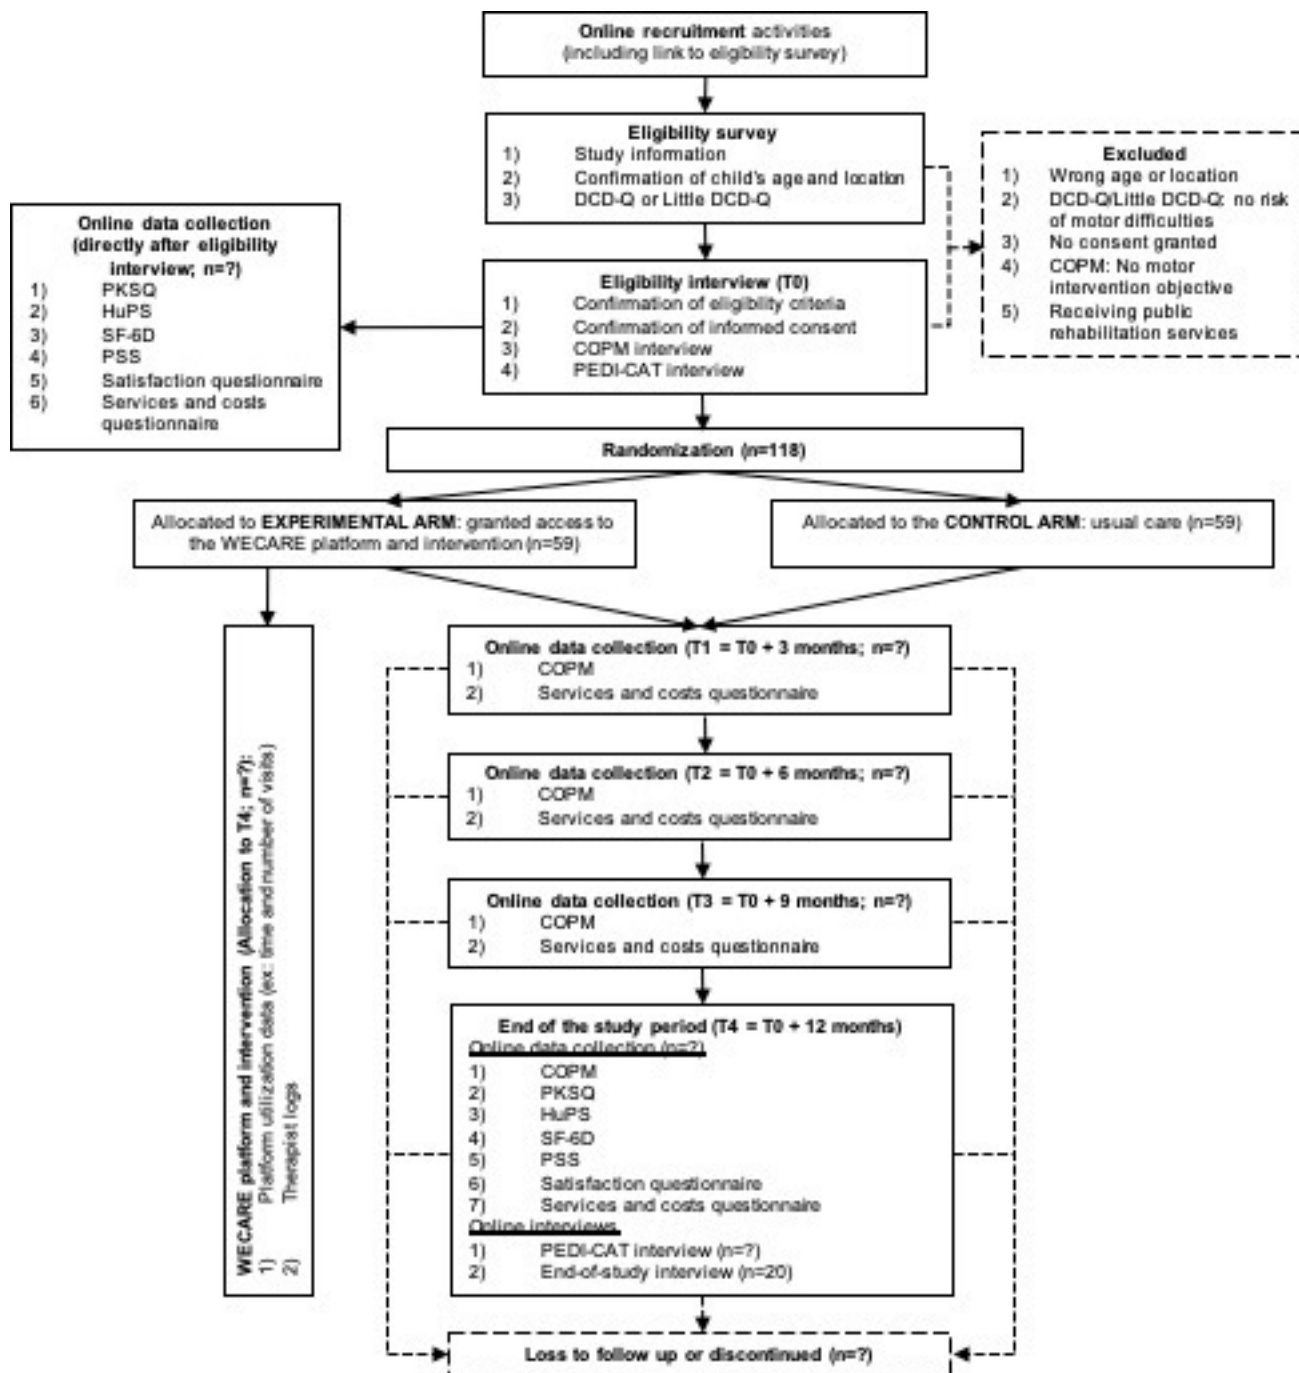 Online recruitment activities
(including link to eligibility survey)
Eligibility survey
1) Study information
2) Confirmation of child's age and location
3) DCD-Q or Little DCD-Q
Excluded
1) Wrong age or location
2) DCD-Q/Little DCD-Q: no risk
of motor difficulties
3) No consent granted
4) COPM: No motor
intervention objective
5) Receiving public
rehabilitation services
Online data collection
(directly after eligibility
interview; n=?)
1) PKSQ
2) HuPS
3) SF-6D
4) PSS
5) Satisfaction questionnaire
6) Services and costs
questionnaire
Eligibility interview (T0)
1) Confirmation of eligibility criteria
2) Confirmation of informed consent
3) COPM interview
4) PEDI-CAT interview
Randomization (n=118)
Allocated to EXPERIMENTAL ARM: granted access to
the WECARE platform and intervention (n=59)
Allocated to the CONTROL ARM: usual care (n=59)
WECARE platform and intervention (Allocation to T4; n=?):
1) Platform utilization data (ex: time and number of visits)
2) Therapist logs
Online data collection (T1 = T0 + 3 months; n=?)
1) COPM
2) Services and costs questionnaire
Online data collection (T2 = T0 + 6 months; n=?)
1) COPM
2) Services and costs questionnaire
Online data collection (T3 = T0 + 9 months; n=?)
1) COPM
2) Services and costs questionnaire
End of the study period (T4 = T0 + 12 months)
Online data collection (n=?)
1) COPM
2) PKSQ
3) HuPS
4) SF-6D
5) PSS
6) Satisfaction questionnaire
7) Services and costs questionnaire
Online interviews
1) PEDI-CAT interview (n=?)
2) End-of-study interview (n=20)
Loss to follow up or discontinued (n=?)